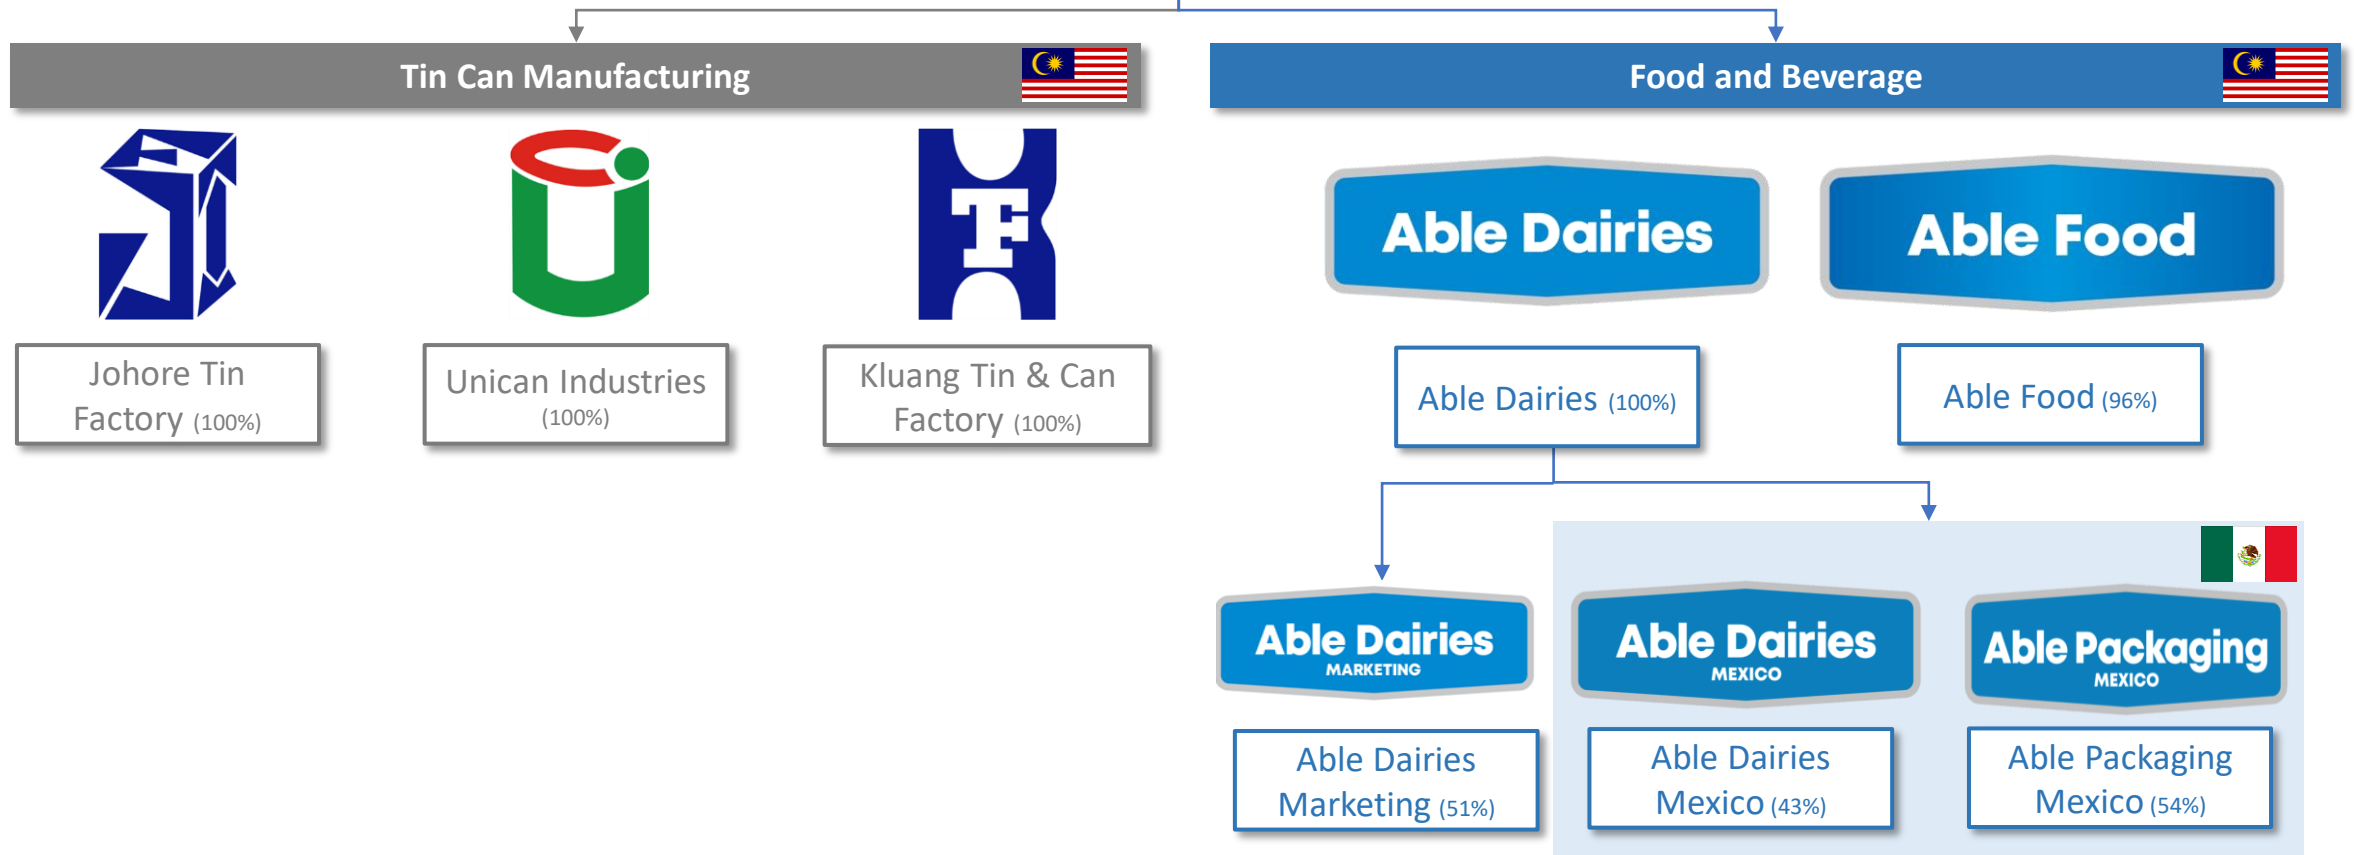 Tin Can Manufacturing
Food and Beverage
TF
Able Dairies
Able Food
Johore Tin
Factory (100%)
Unican Industries
(100%)
Kluang Tin & Can
Factory (100%)
Able Dairies (100%)
Able Food (96%)
Able Dairies
MARKETING
Able Dairies
MEXICO
Able Packaging
MEXICO
Able Dairies
Marketing (51%)
Able Dairies
Mexico (43%)
Able Packaging
Mexico (54%)